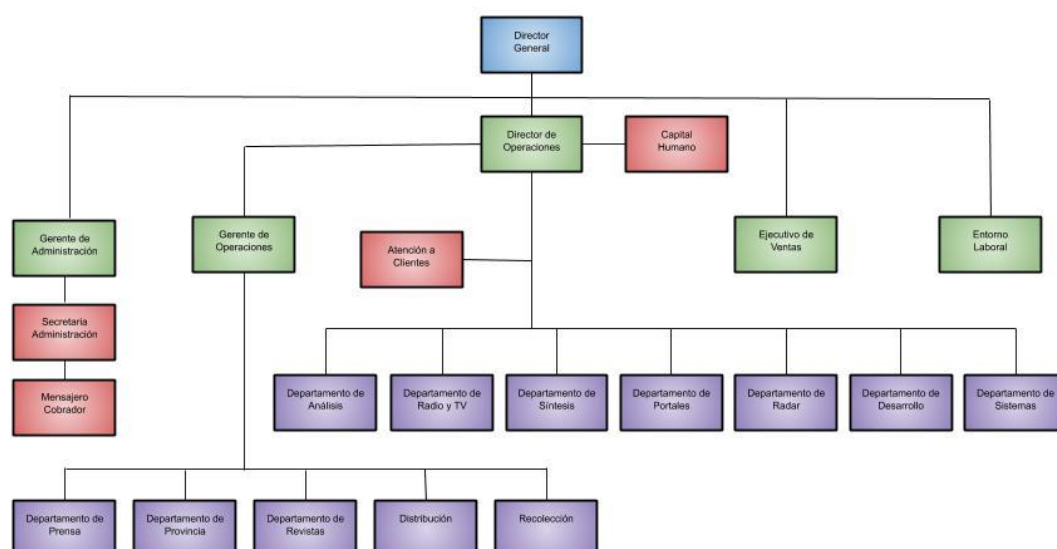 Director
General
Director de
Operaciones
Capital
Humano
Gerente de
Administración
Gerente de
Operaciones
Atención a
Clientes
Ejecutivo de
Ventas
Entorno
Laboral
Secretaria
Administración
Mensajero
Cobrador
Departamento de
Análisis
Departamento de
Radio y TV
Departamento de
Síntesis
Departamento de
Portales
Departamento de
Radar
Departamento de
Desarrollo
Departamento de
Sistemas
Departamento de
Prensa
Departamento de
Provincia
Departamento de
Revistas
Distribución
Recolección